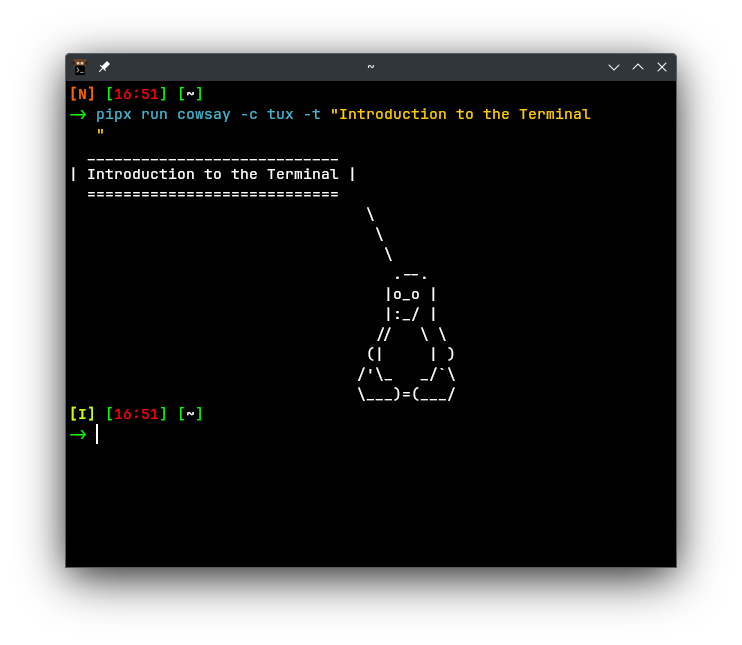 ~
[N] [16:51] [~]
→ pipx run cowsay -c tux -t "Introduction to the Terminal
   "
  ____________________________
| Introduction to the Terminal |
  ============================
                                 \
                                  \
                                   \
                                    .--.
                                   |o_o |
                                   |:_/ |
                                  //   \ \
                                 (|     | )
                                /'\_   _/`\
                                \___)=(___/
[I] [16:51] [~]
→